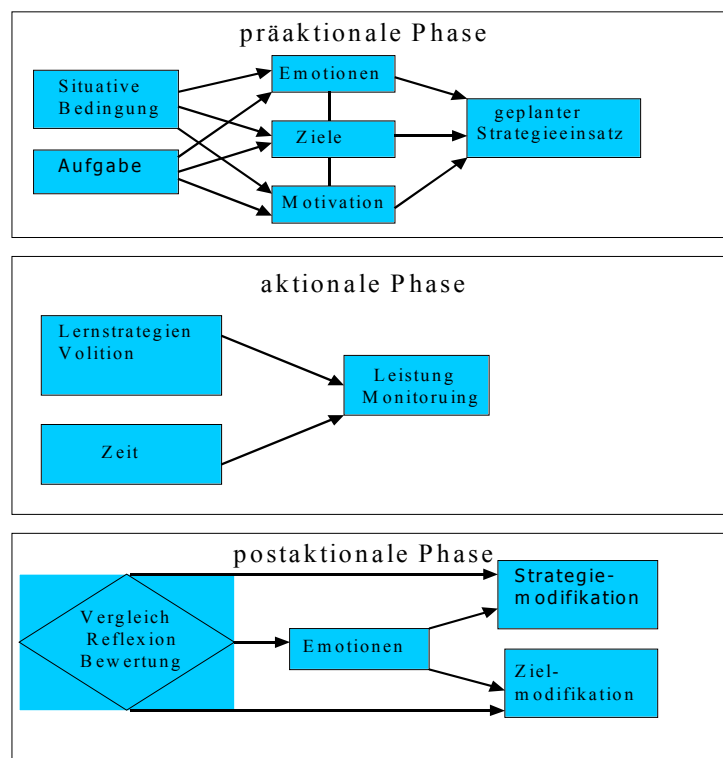 präaktionale Phase
Situative
Bedingung
Aufgabe
Emotionen
Ziele
Motivation
geplanter
Strategieeinsatz
aktionale Phase
Lernstrategien
Volition
Zeit
Leistung
Monitoruing
postaktionale Phase
Vergleich
Reflexion
Bewertung
Emotionen
Strategie-
modifikation
Ziel-
modifikation